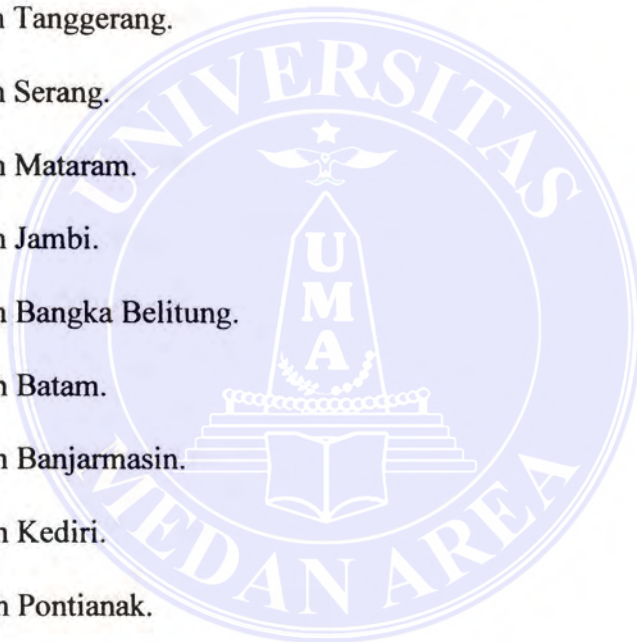 n Tanggerang.
n Serang.
n Mataram.
n Jambi.
n Bangka Belitung.
n Batam.
n Banjarmasin.
n Kediri.
n Pontianak.
UNIVERSITAS
UMA
MEDAN AREA